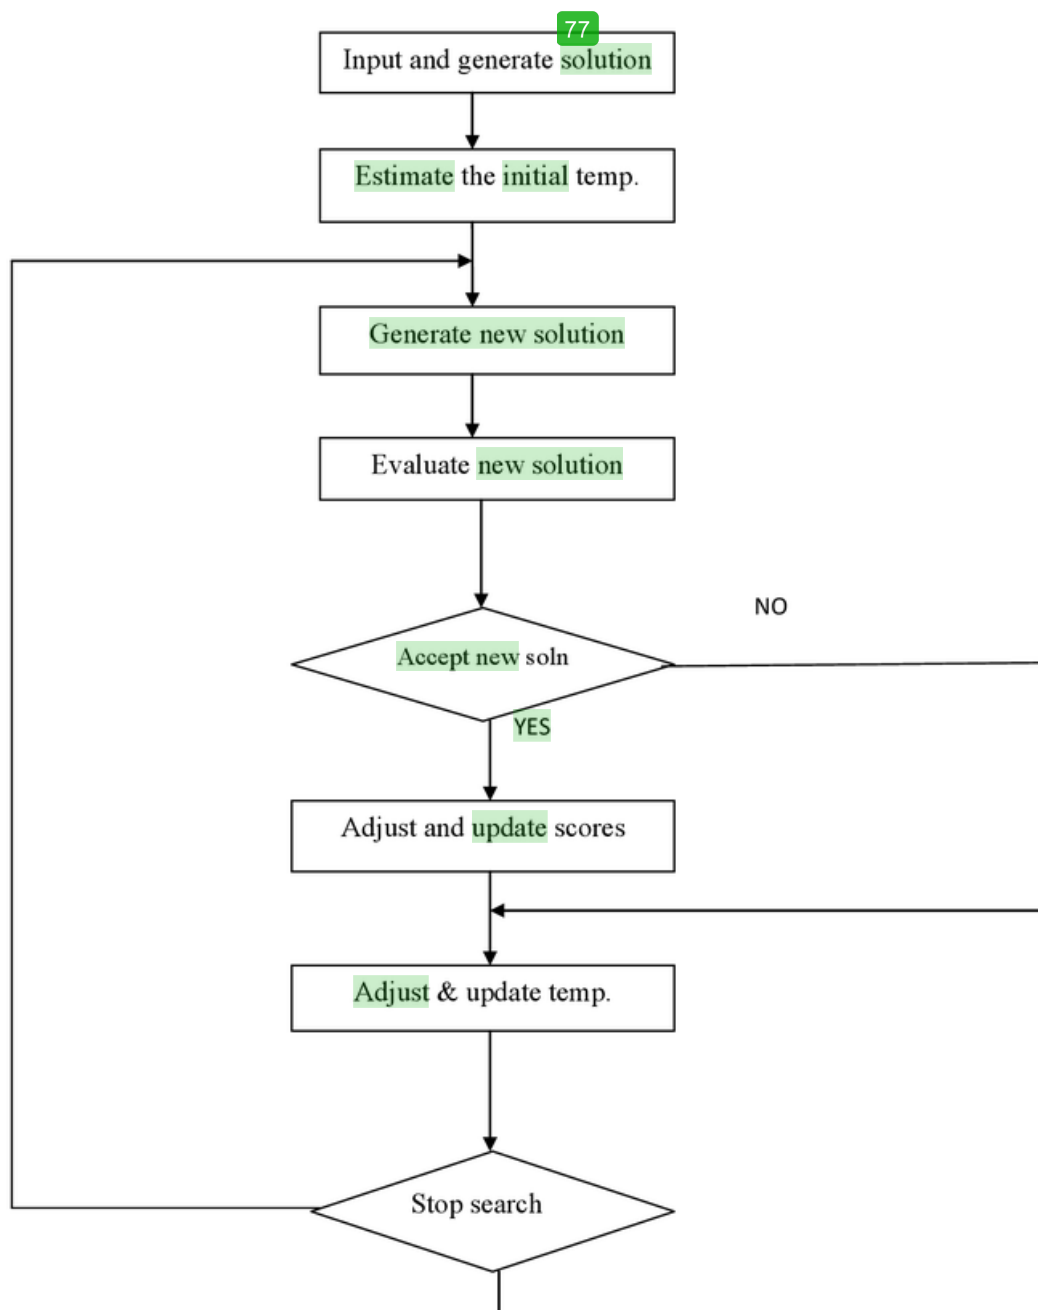 77
Input and generate solution
Estimate the initial temp.
Generate new solution
Evaluate new solution
NO
Accept new soln
YES
Adjust and update scores
Adjust & update temp.
Stop search